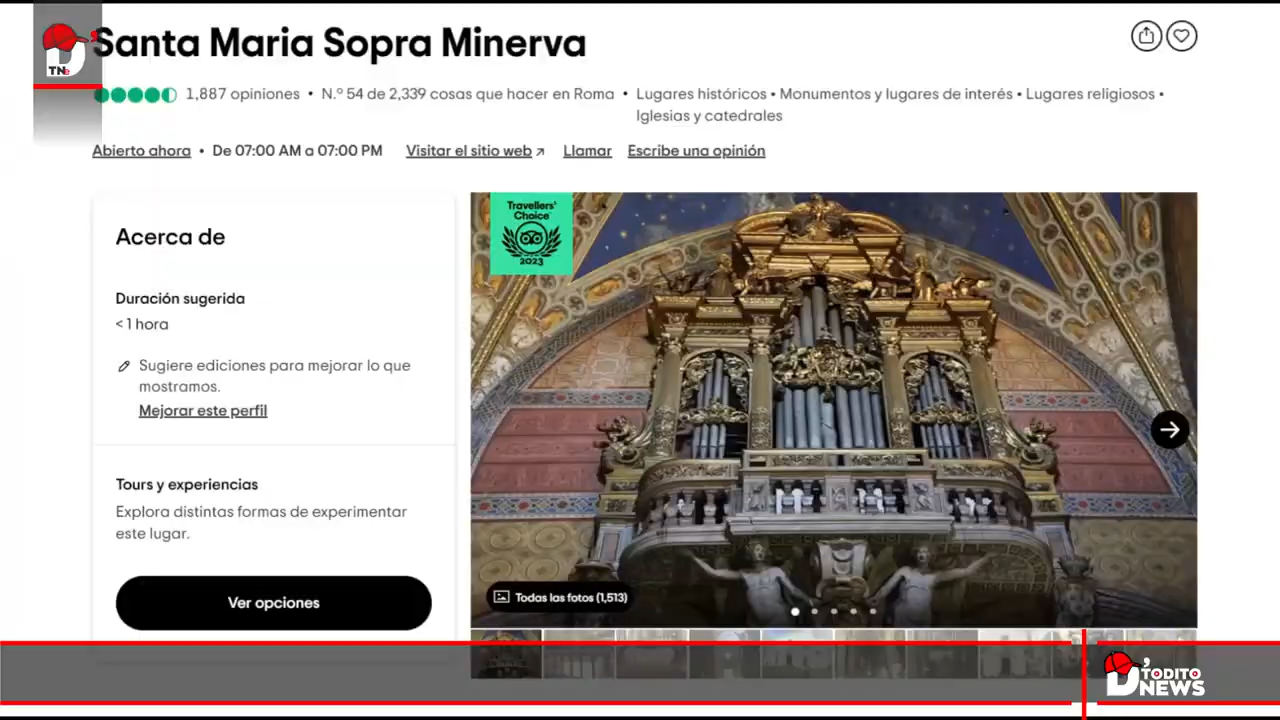 Santa Maria Sopra Minerva
D'
TNe
1,887 opiniones • N.º 54 de 2,339 cosas que hacer en Roma • Lugares históricos • Monumentos y lugares de interés • Lugares religiosos •
Iglesias y catedrales
Abierto ahora • De 07:00 AM a 07:00 PM Visitar el sitio web Llamar Escribe una opinión
Acerca de
Duración sugerida
< 1 hora
Sugiere ediciones para mejorar lo que
mostramos.
Mejorar este perfil
Tours y experiencias
Explora distintas formas de experimentar
este lugar.
Ver opciones
Travellers'
Choice
2023
Todas las fotos (1,513)
D'TODITO
NEWS